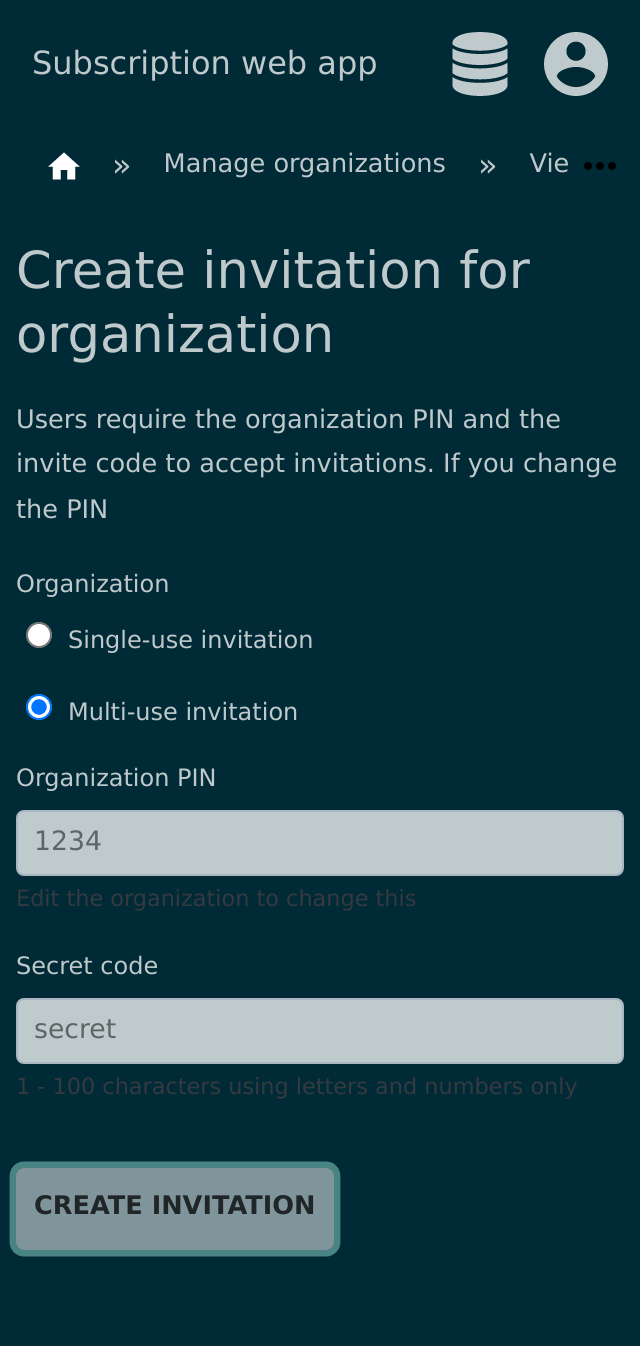 Subscription web app
» Manage organizations » Vie •••
Create invitation for
organization
Users require the organization PIN and the
invite code to accept invitations. If you change
the PIN
Organization
Single-use invitation
Multi-use invitation
Organization PIN
1234
Edit the organization to change this
Secret code
secret
1 - 100 characters using letters and numbers only
CREATE INVITATION